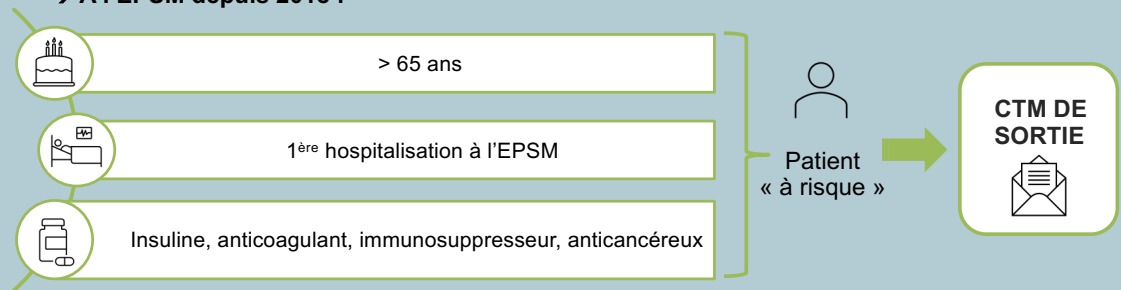 > 65 ans
1ère hospitalisation à l'EPSM
Insuline, anticoagulant, immunosuppresseur, anticancéreux
Patient
« à risque »
CTM DE
SORTIE